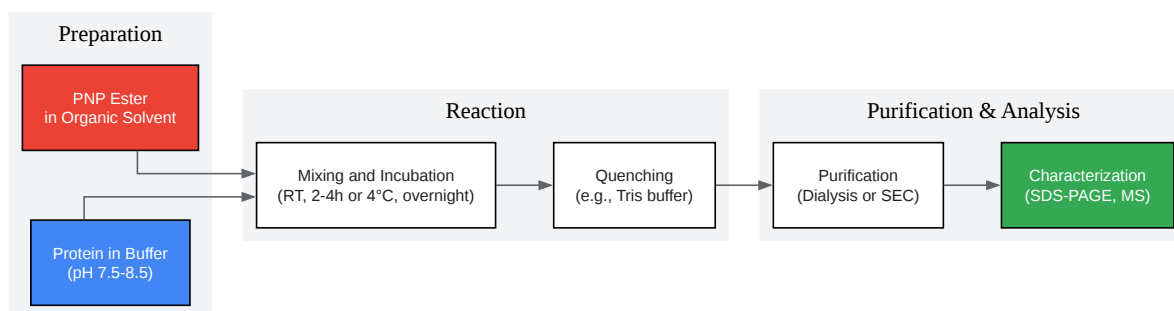 Preparation
PNP Ester
in Organic Solvent
Protein in Buffer
(pH 7.5-8.5)
Reaction
Mixing and Incubation
(RT, 2-4h or 4°C, overnight)
Quenching
(e.g., Tris buffer)
Purification & Analysis
Purification
(Dialysis or SEC)
Characterization
(SDS-PAGE, MS)